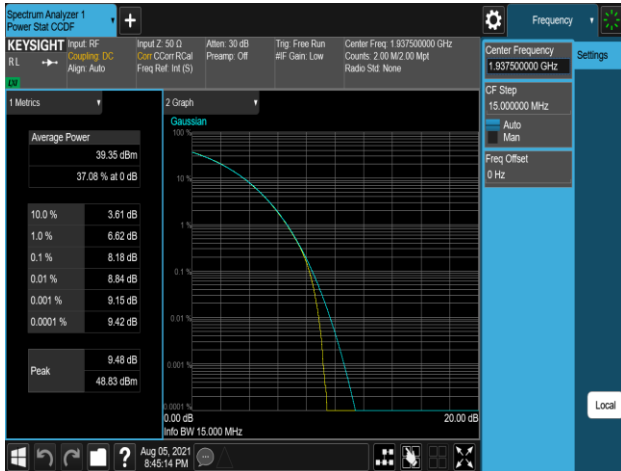 Spectrum Analyzer 1
Power Stat CCDF
Frequency
KEYSIGHT
Input: RF
Coupling: DC
Align: Auto
Input Z: 50 Ω
Corr CCorr RCal
Freq Ref: Int (S)
Atten: 30 dB
Preamp: Off
Trig: Free Run
#IF Gain: Low
Center Freq: 1.937500000 GHz
Counts: 2.00 M/2.00 Mpt
Radio Std: None
R L
Center Frequency
1.937500000 GHz
Settings
CF Step
15.000000 MHz
Auto
Man
Freq Offset
0 Hz
1 Metrics
Average Power
39.35 dBm
37.08 % at 0 dB
10.0 % 3.61 dB
1.0 % 6.62 dB
0.1 % 8.18 dB
0.01 % 8.84 dB
0.001 % 9.15 dB
0.0001 % 9.42 dB
Peak
9.48 dB
48.83 dBm
2 Graph
Gaussian
100 %
10 %
1 %
0.1 %
0.01 %
0.001 %
0.0001 %
0.00 dB
20.00 dB
Info BW 15.000 MHz
Local
?
Aug 05, 2021
8:45:14 PM